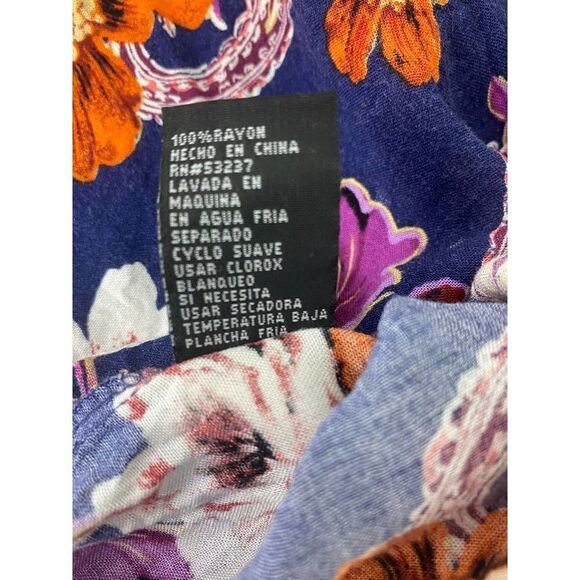 100%RAYON
HECHO EN CHINA
RN#53237
LAVADA EN
MAQUINA
EN AGUA FRIA
SEPARADO
CYCLO SUAVE
USAR CLOROX
BLANQUEO
SI NECESITA
USAR SECADORA
TEMPERATURA BAJA
PLANCHA FRIA